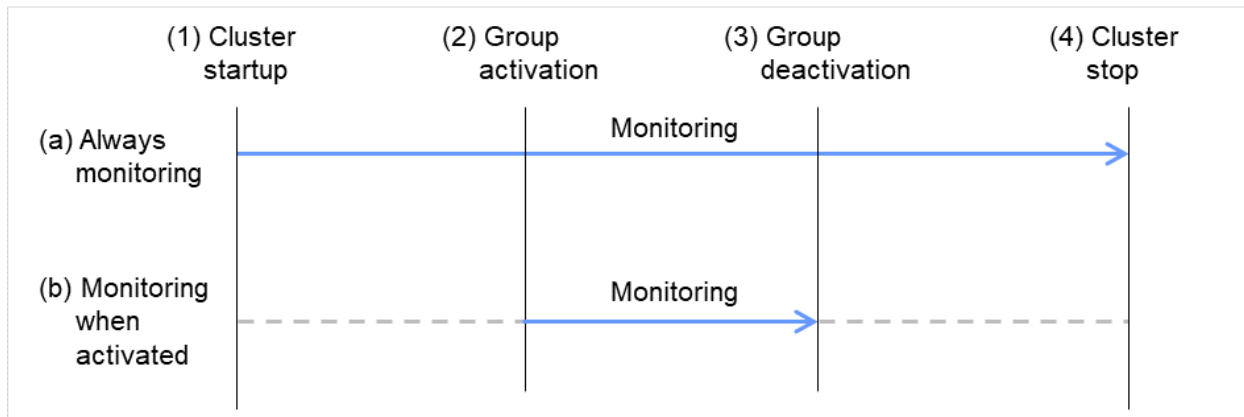 (1) Cluster
startup
(2) Group
activation
(3) Group
deactivation
(4) Cluster
stop
(a) Always
monitoring
Monitoring
(b) Monitoring
when
activated
Monitoring